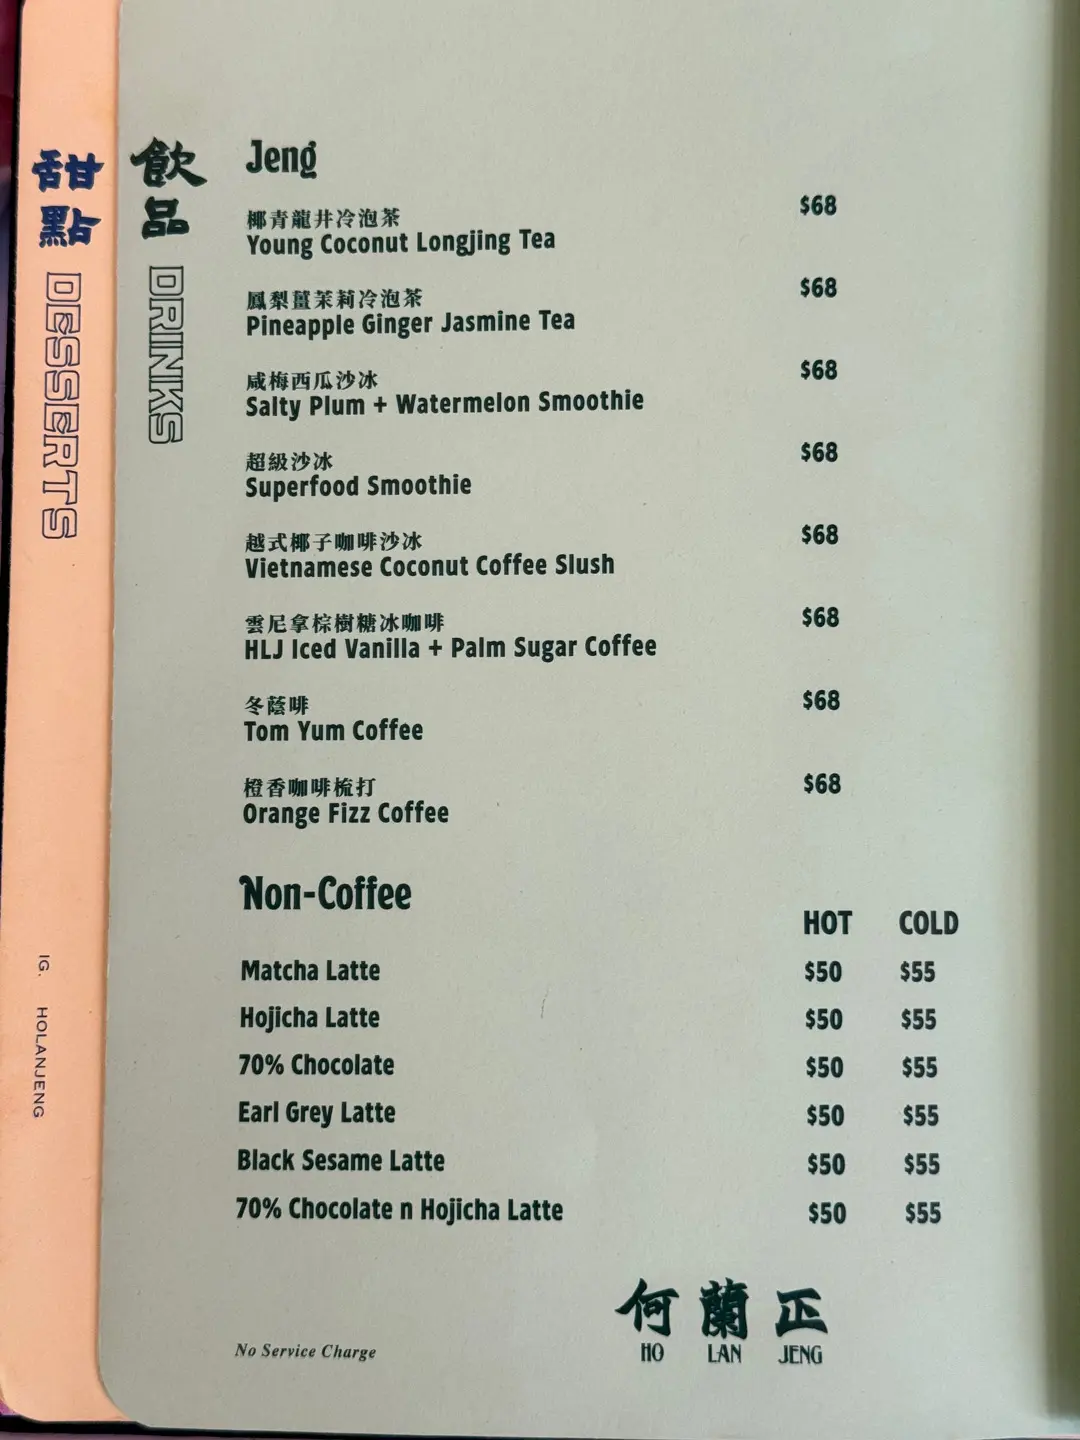 甜點
DESSERTS
IG. HOLANJENG
飲品
DRINKS
Jeng
椰青龍井冷泡茶
Young Coconut Longjing Tea $68
鳳梨薑茉莉冷泡茶
Pineapple Ginger Jasmine Tea $68
咸梅西瓜沙冰
Salty Plum + Watermelon Smoothie $68
超級沙冰
Superfood Smoothie $68
越式椰子咖啡沙冰
Vietnamese Coconut Coffee Slush $68
雲尼拿棕樹糖冰咖啡
HLJ Iced Vanilla + Palm Sugar Coffee $68
冬蔭啡
Tom Yum Coffee $68
橙香咖啡梳打
Orange Fizz Coffee $68
Non-Coffee
HOT COLD
Matcha Latte $50 $55
Hojicha Latte $50 $55
70% Chocolate $50 $55
Earl Grey Latte $50 $55
Black Sesame Latte $50 $55
70% Chocolate n Hojicha Latte $50 $55
何蘭正
HO LAN JENG
No Service Charge